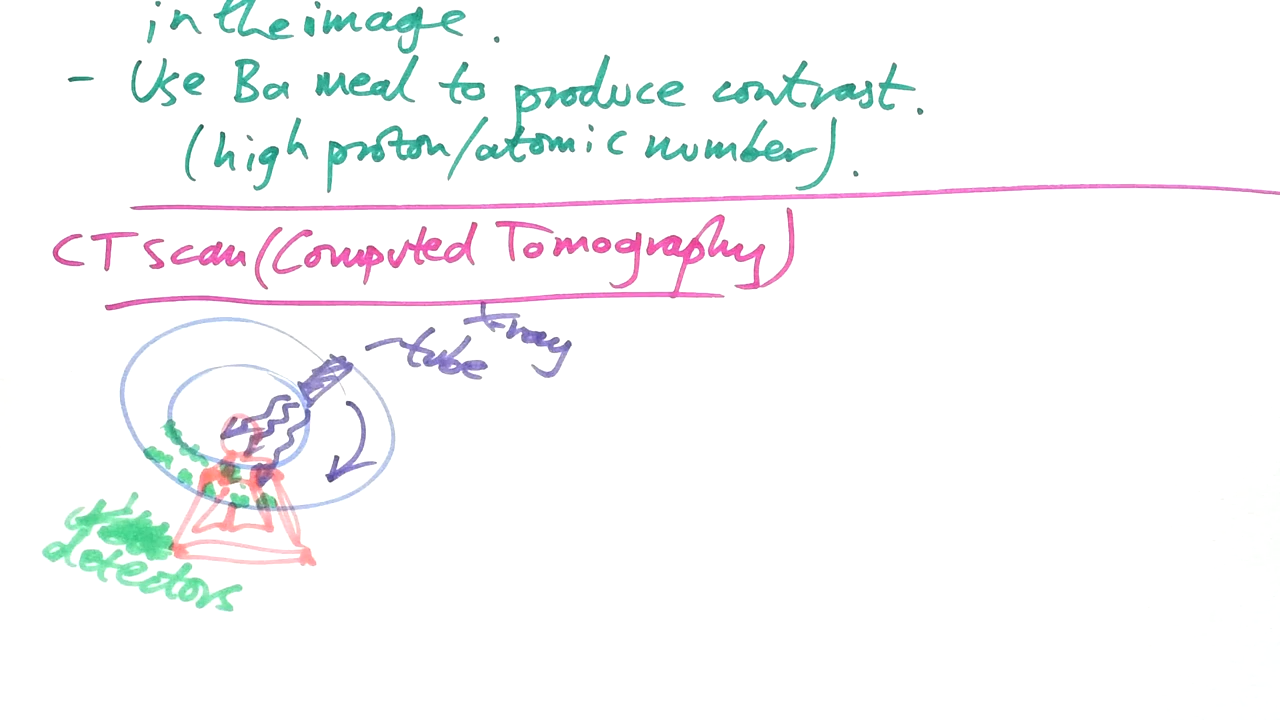 in the image.
- Use Ba meal to produce contrast.
(high proton/atomic number).
CT scan (Computed Tomography)
x-ray
tube
detectors